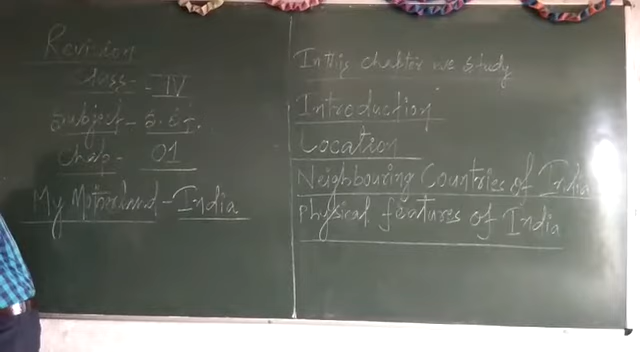 Revision
Class - IV
Subject - S.St.
Chap - 01
My Motherland - India
In this chapter we study
Introduction
Location
Neighbouring Countries of India
Physical features of India